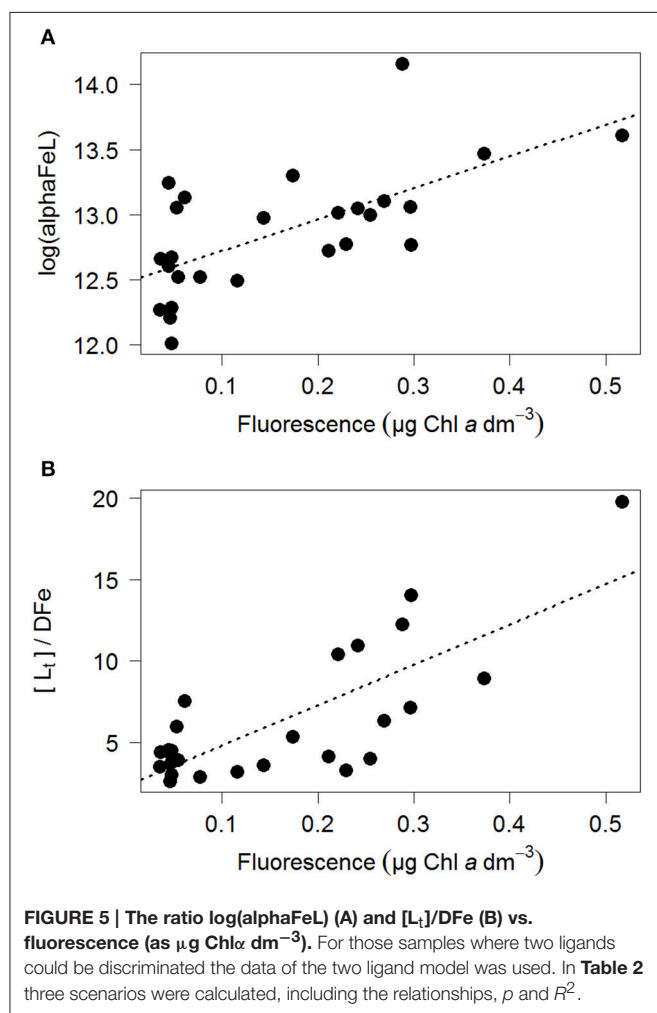 A
log(alphaFeL)
14.0
13.5
13.0
12.5
12.0
0.1 0.2 0.3 0.4 0.5
Fluorescence (µg Chl a dm−3)
B
[ Lt] / DFe
20
15
10
5
0.1 0.2 0.3 0.4 0.5
Fluorescence (µg Chl a dm−3)
FIGURE 5 | The ratio log(alphaFeL) (A) and [Lt]/DFe (B) vs.
fluorescence (as µg Chlα dm−3). For those samples where two ligands
could be discriminated the data of the two ligand model was used. In Table 2
three scenarios were calculated, including the relationships, p and R2.